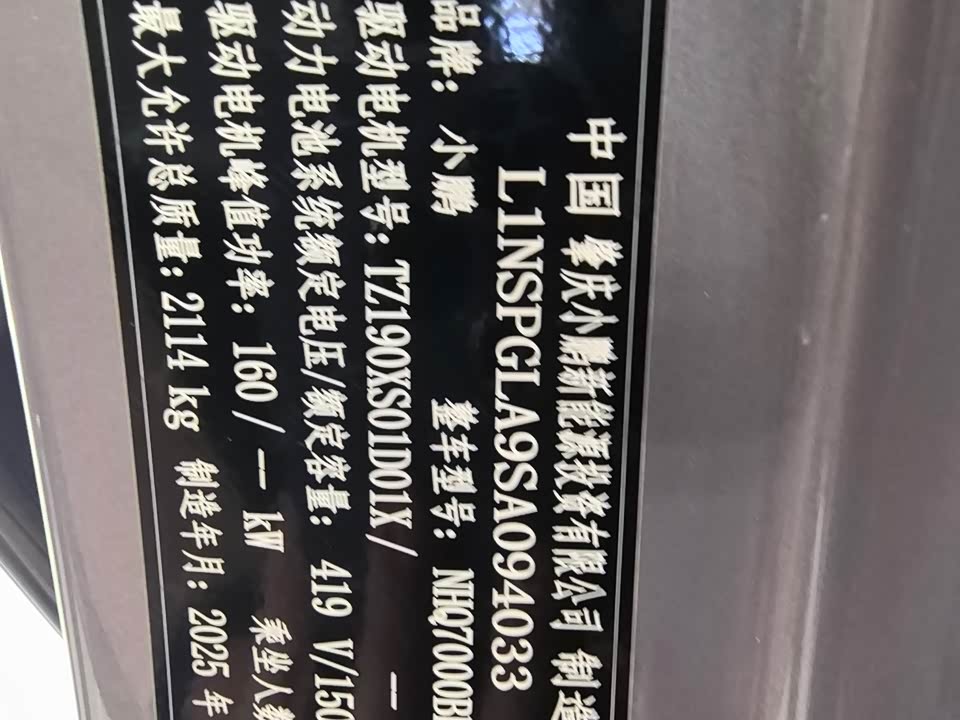 中国 肇庆小鹏新能源投资有限公司 制造
L1NSPGLA9SA094033
品牌： 小鹏 整车型号： NHQ7000B
驱动电机型号：TZ190XS01D01X/ —
动力电池系统额定电压/额定容量： 419 V/150
驱动电机峰值功率： 160 / — kW 乘坐人数
最大允许总质量：2114 kg 制造年月：2025 年